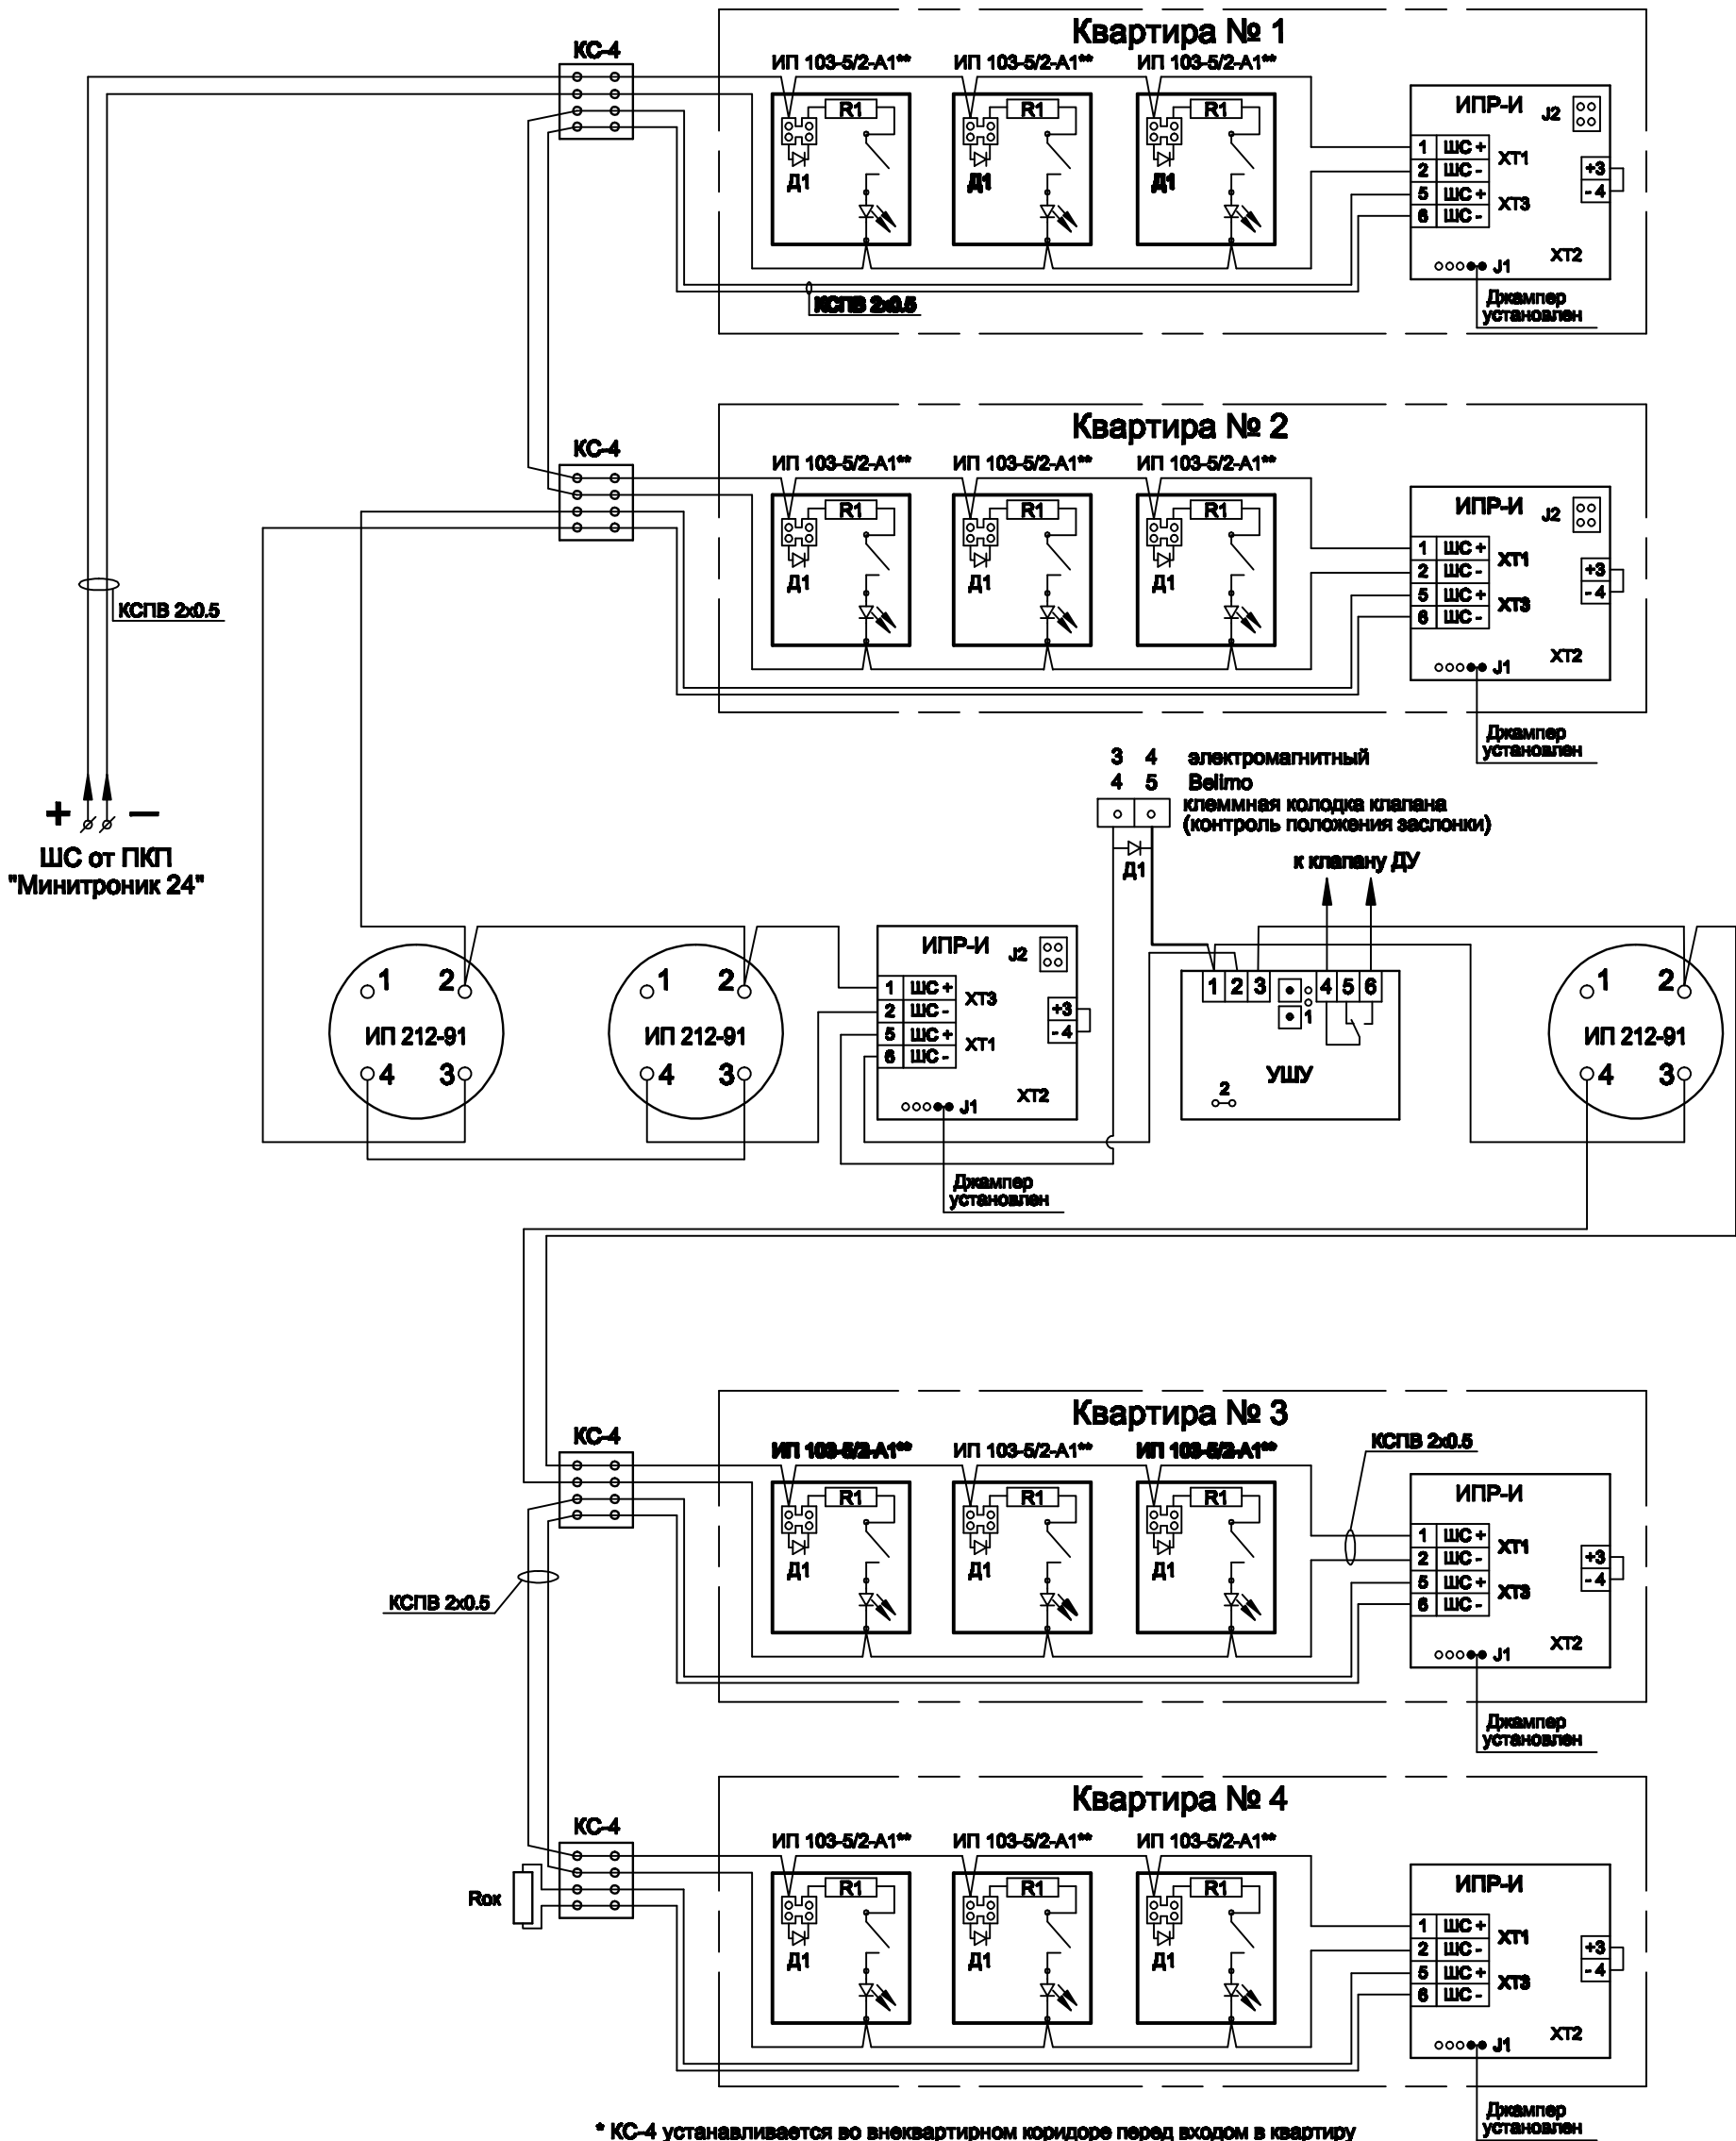 Квартира № 1
КС-4
ИП 103-5/2-А1** ИП 103-5/2-А1** ИП 103-5/2-А1**
R1 R1 R1
Д1 Д1 Д1
ИПР-И
J2
1 ШС +
2 ШС -
5 ШС +
6 ШС -
ХТ1
ХТ3
+3
- 4
ХТ2
J1
Джампер
установлен
КСПВ 2х0.5
Квартира № 2
КС-4
ИП 103-5/2-А1** ИП 103-5/2-А1** ИП 103-5/2-А1**
R1 R1 R1
Д1 Д1 Д1
ИПР-И
J2
1 ШС +
2 ШС -
5 ШС +
6 ШС -
ХТ1
ХТ3
+3
- 4
ХТ2
J1
Джампер
установлен
КСПВ 2х0.5
+ —
ШС от ПКП
"Минитроник 24"
3 4 электромагнитный
4 5 Belimo
клеммная колодка клапана
(контроль положения заслонки)
Д1
к клапану ДУ
1 2
ИП 212-91
4 3
1 2
ИП 212-91
4 3
ИПР-И
J2
1 ШС +
2 ШС -
5 ШС +
6 ШС -
ХТ3
ХТ1
+3
- 4
ХТ2
J1
Джампер
установлен
1 2 3 4 5 6
1
УШУ
2
1 2
ИП 212-91
4 3
Квартира № 3
КС-4
ИП 103-5/2-А1** ИП 103-5/2-А1** ИП 103-5/2-А1**
КСПВ 2х0.5
R1 R1 R1
Д1 Д1 Д1
ИПР-И
1 ШС +
2 ШС -
5 ШС +
6 ШС -
ХТ1
ХТ3
+3
- 4
ХТ2
J1
Джампер
установлен
КСПВ 2х0.5
Квартира № 4
КС-4
ИП 103-5/2-А1** ИП 103-5/2-А1** ИП 103-5/2-А1**
R1 R1 R1
Д1 Д1 Д1
Rок
ИПР-И
1 ШС +
2 ШС -
5 ШС +
6 ШС -
ХТ1
ХТ3
+3
- 4
ХТ2
J1
Джампер
установлен
* КС-4 устанавливается во внеквартирном коридоре перед входом в квартиру